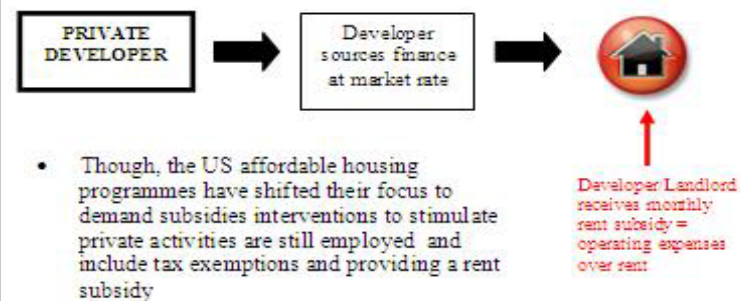 PRIVATE
DEVELOPER
Developer
sources finance
at market rate
• Though, the US affordable housing
programmes have shifted their focus to
demand subsidies interventions to stimulate
private activities are still employed and
include tax exemptions and providing a rent
subsidy
Developer/Landlord
receives monthly
rent subsidy =
operating expenses
over rent